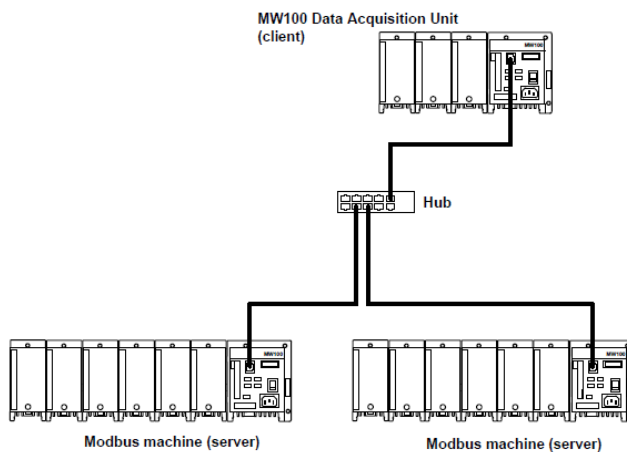 MW100 Data Acquisition Unit
(client)
MW100
Hub
MW100
MW100
Modbus machine (server)
Modbus machine (server)